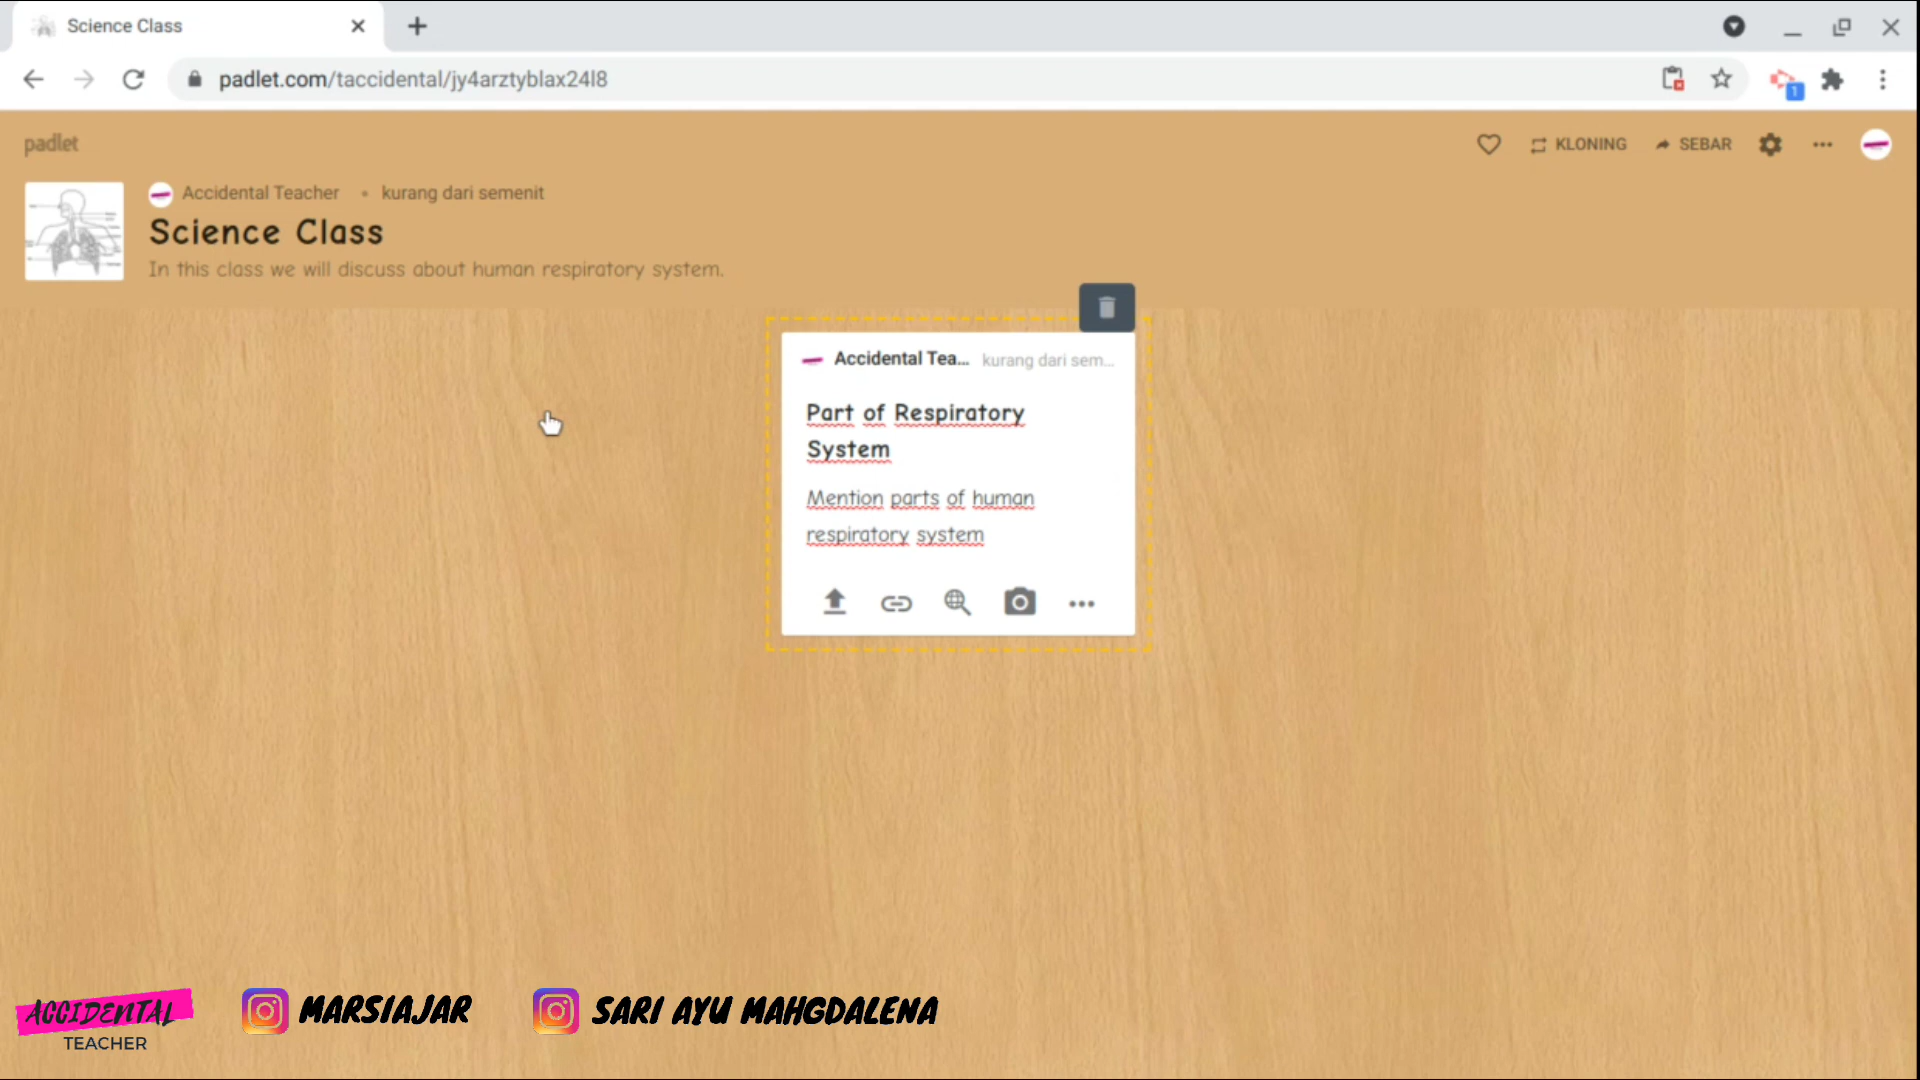 Science Class
padlet.com/taccidental/jy4arztyblax24l8
1
padlet
KLONING
SEBAR
Accidental Teacher • kurang dari semenit
Science Class
In this class we will discuss about human respiratory system.
Accidental Tea... kurang dari sem...
Part of Respiratory
System
Mention parts of human
respiratory system
ACCIDENTAL
TEACHER
MARSIAJAR
SARI AYU MAHGDALENA